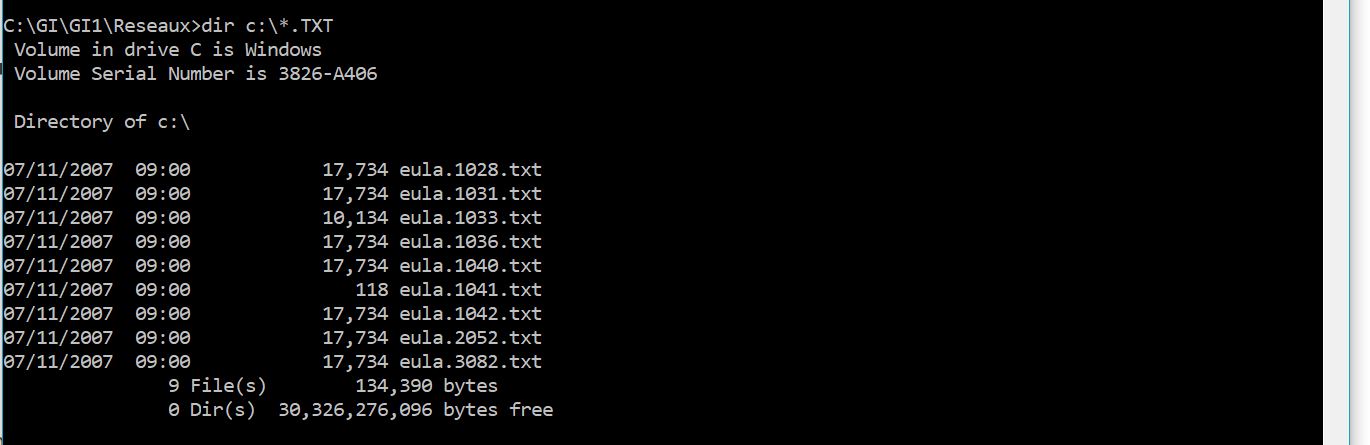 C:\GI\GI1\Reseaux>dir c:\*.TXT
Volume in drive C is Windows
Volume Serial Number is 3826-A406
Directory of c:\
07/11/2007  09:00            17,734 eula.1028.txt
07/11/2007  09:00            17,734 eula.1031.txt
07/11/2007  09:00            10,134 eula.1033.txt
07/11/2007  09:00            17,734 eula.1036.txt
07/11/2007  09:00            17,734 eula.1040.txt
07/11/2007  09:00               118 eula.1041.txt
07/11/2007  09:00            17,734 eula.1042.txt
07/11/2007  09:00            17,734 eula.2052.txt
07/11/2007  09:00            17,734 eula.3082.txt
9 File(s)        134,390 bytes
0 Dir(s)  30,326,276,096 bytes free